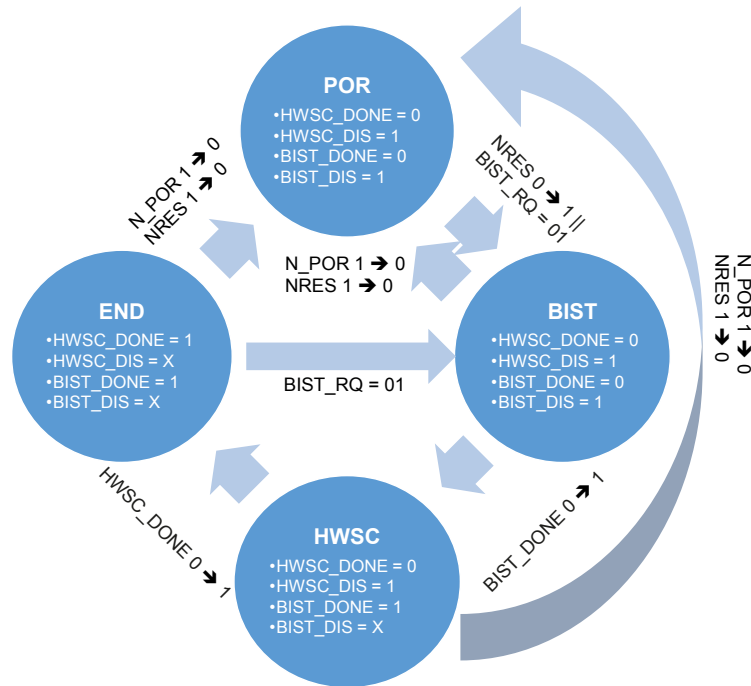 POR
•HWSC_DONE = 0
•HWSC_DIS = 1
•BIST_DONE = 0
•BIST_DIS = 1
N_POR 1 ➔ 0
NRES 1 ➔ 0
NRES 0 ➔ 1 ||
BIST_RQ = 01
N_POR 1 ➔ 0
NRES 1 ➔ 0
N_POR 1 ➔ 0
NRES 1 ➔ 0
END
•HWSC_DONE = 1
•HWSC_DIS = X
•BIST_DONE = 1
•BIST_DIS = X
BIST_RQ = 01
BIST
•HWSC_DONE = 0
•HWSC_DIS = 1
•BIST_DONE = 0
•BIST_DIS = 1
HWSC_DONE 0 ➔ 1
BIST_DONE 0 ➔ 1
HWSC
•HWSC_DONE = 0
•HWSC_DIS = 1
•BIST_DONE = 1
•BIST_DIS = X